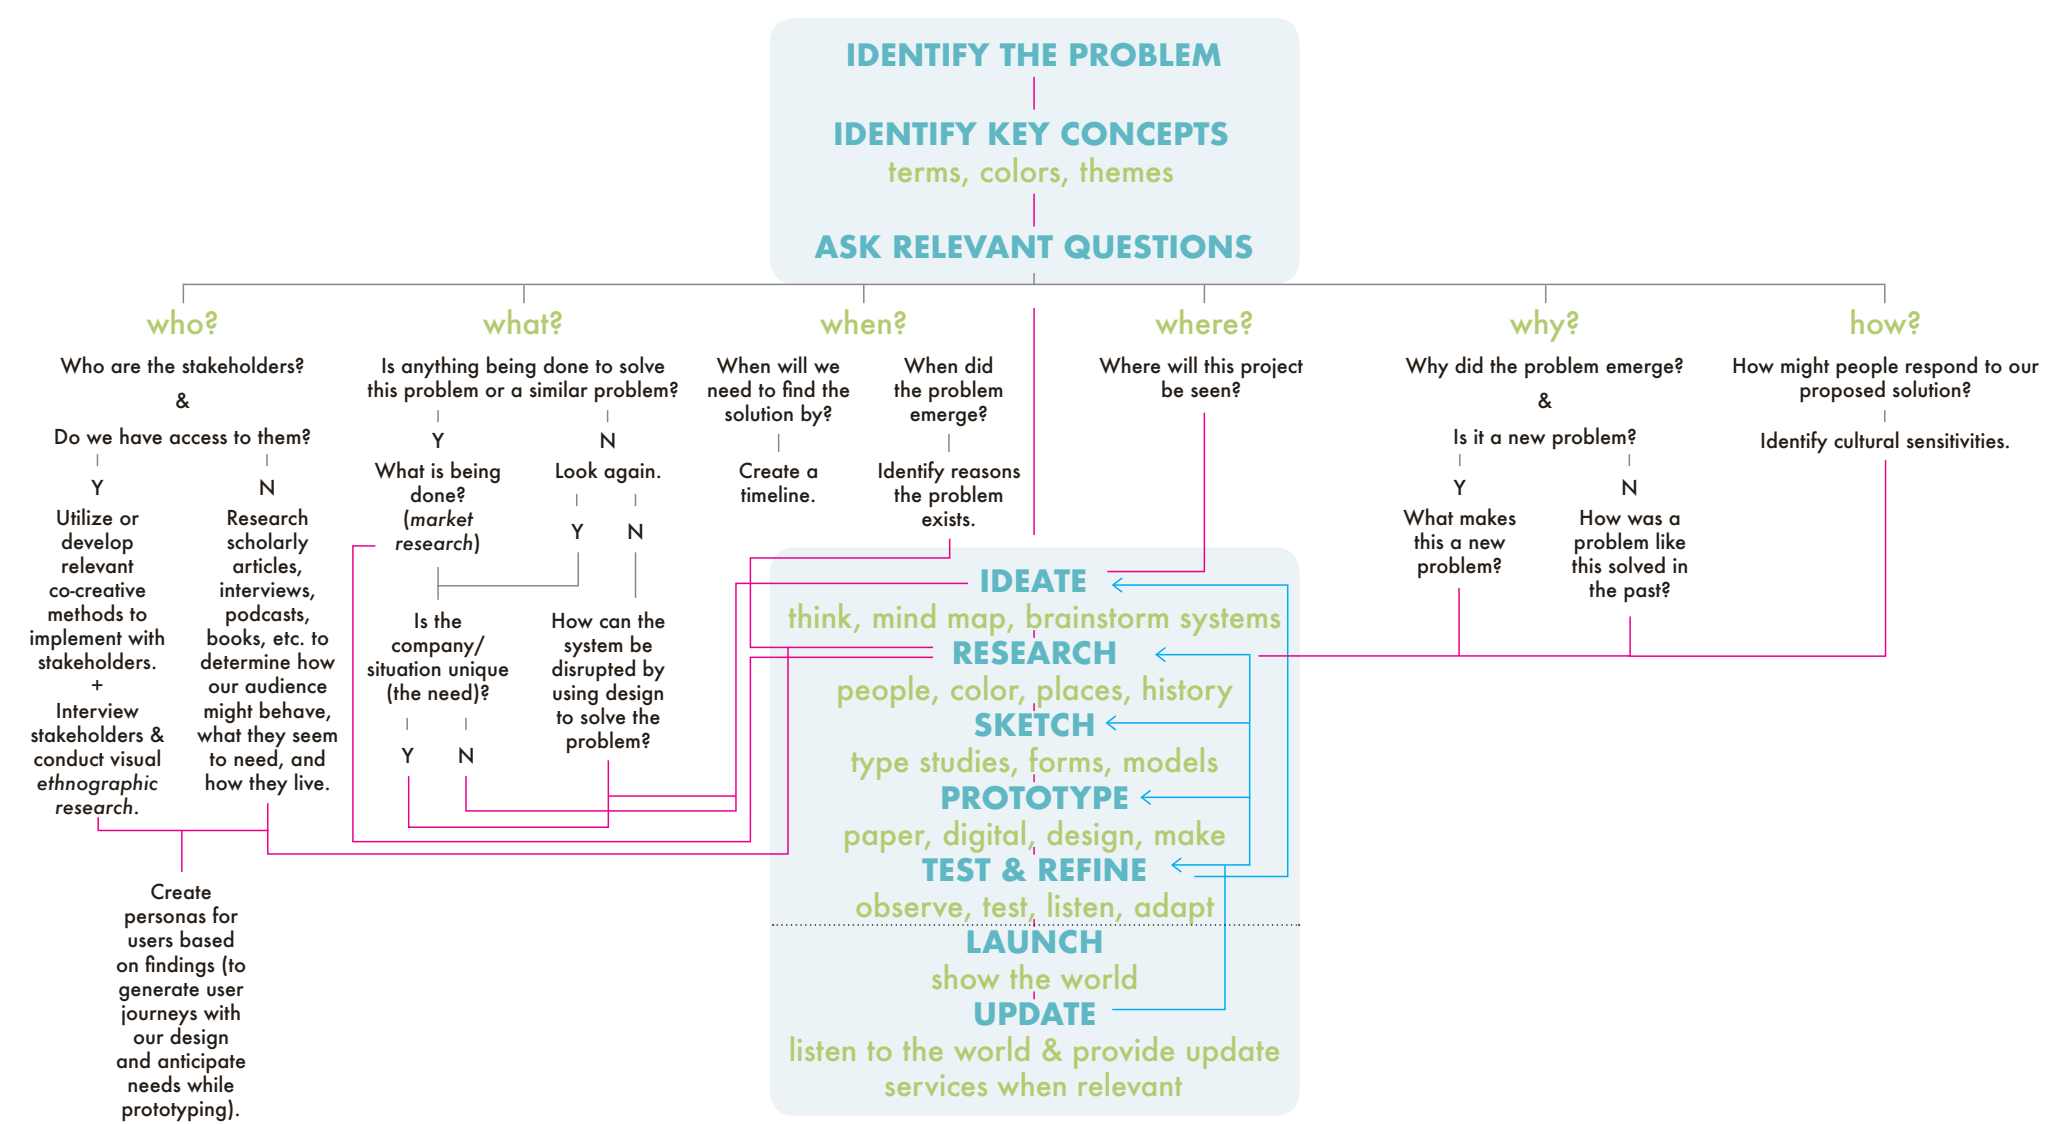 IDENTIFY THE PROBLEM
IDENTIFY KEY CONCEPTS
terms, colors, themes
ASK RELEVANT QUESTIONS
who?
Who are the stakeholders?
&
Do we have access to them?
Y
Utilize or
develop
relevant
co-creative
methods to
implement with
stakeholders.
+
Interview
stakeholders &
conduct visual
ethnographic
research.
N
Research
scholarly
articles,
interviews,
podcasts,
books, etc. to
determine how
our audience
might behave,
what they seem
to need, and
how they live.
Create
personas for
users based
on findings (to
generate user
journeys with
our design
and anticipate
needs while
prototyping).
what?
Is anything being done to solve
this problem or a similar problem?
Y
What is being
done?
(market
research)
N
Look again.
Y
N
Is the
company/
situation unique
(the need)?
Y
N
How can the
system be
disrupted by
using design
to solve the
problem?
when?
When will we
need to find the
solution by?
Create a
timeline.
When did
the problem
emerge?
Identify reasons
the problem
exists.
where?
Where will this project
be seen?
why?
Why did the problem emerge?
&
Is it a new problem?
Y
What makes
this a new
problem?
N
How was a
problem like
this solved in
the past?
how?
How might people respond to our
proposed solution?
Identify cultural sensitivities.
IDEATE
think, mind map, brainstorm systems
RESEARCH
people, color, places, history
SKETCH
type studies, forms, models
PROTOTYPE
paper, digital, design, make
TEST & REFINE
observe, test, listen, adapt
LAUNCH
show the world
UPDATE
listen to the world & provide update
services when relevant